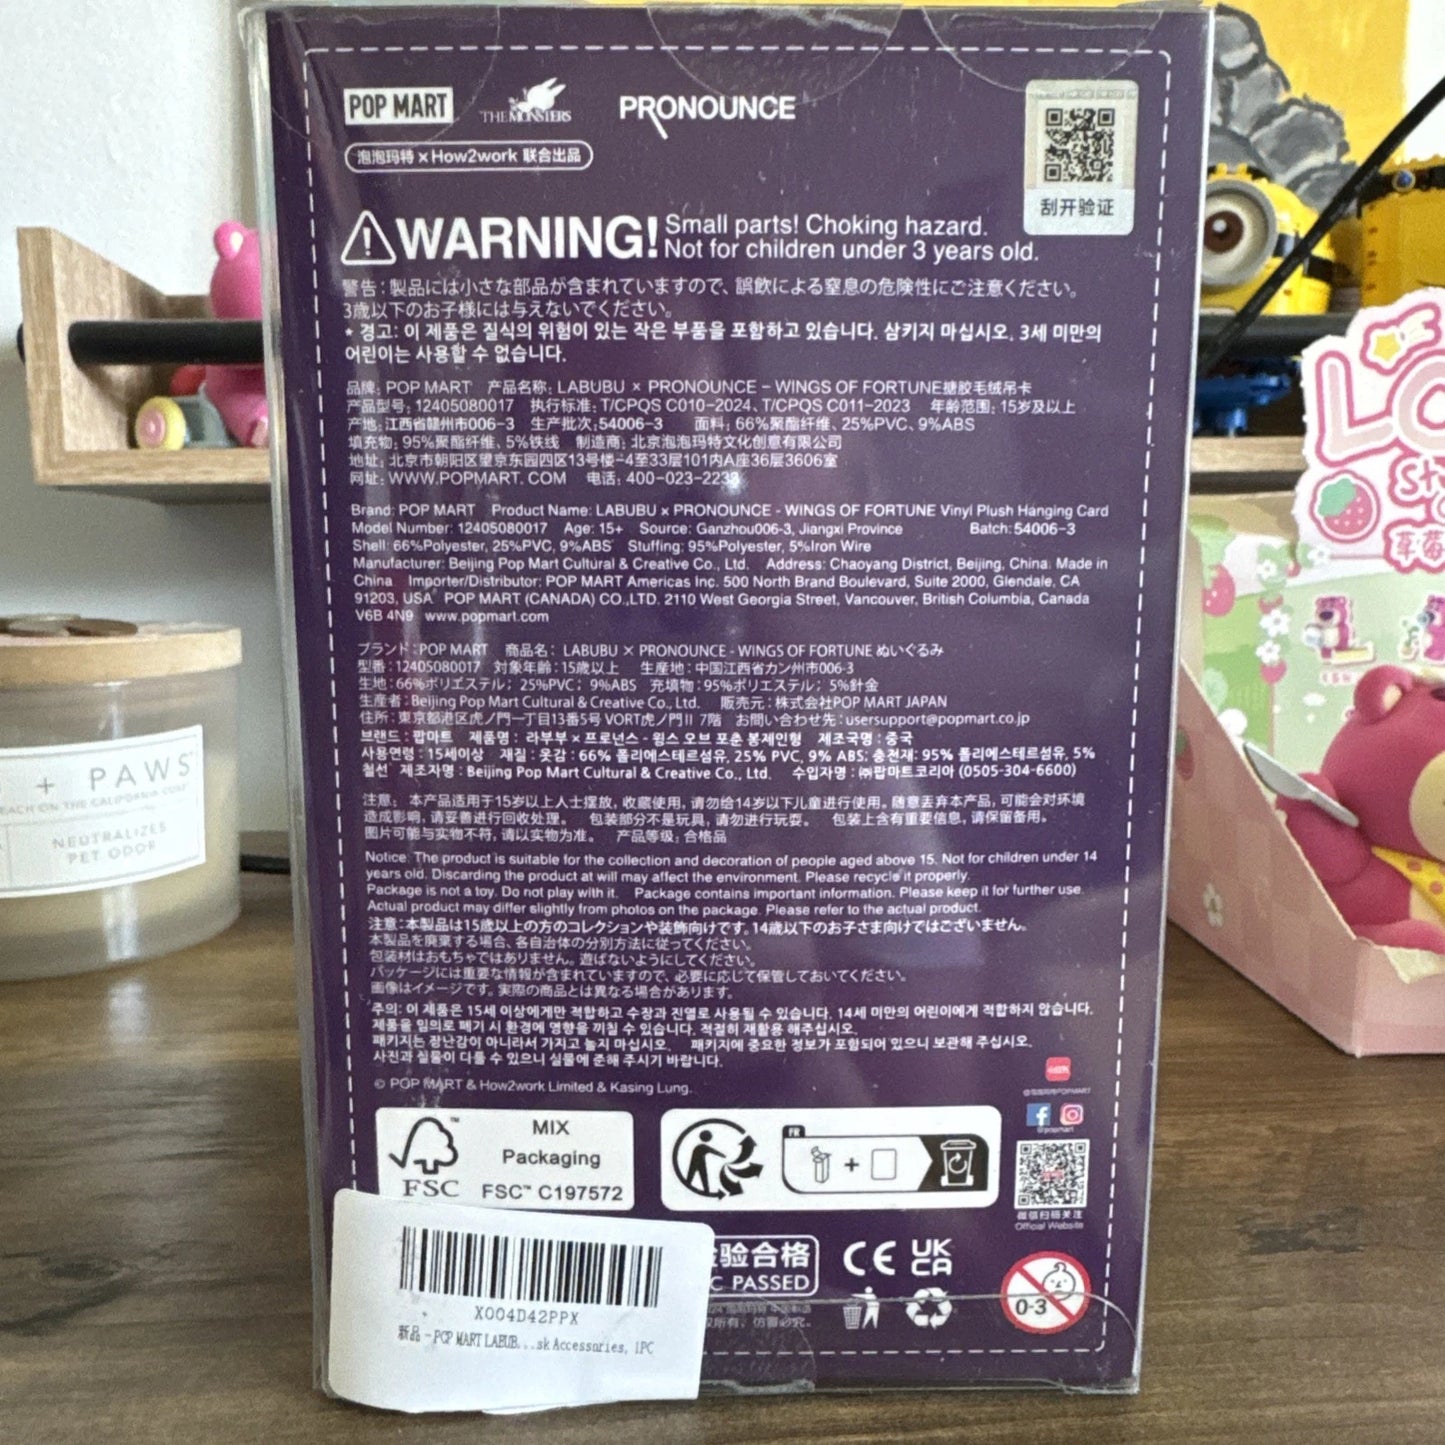 POP MART
THE MONSTERS
PRONOUNCE
泡泡玛特 × How2work 联合出品
刮开验证
WARNING! Small parts! Choking hazard.
Not for children under 3 years old.
警告：製品には小さな部品が含まれていますので、誤飲による窒息の危険性にご注意ください。
3歳以下のお子様には与えないでください。
* 경고: 이 제품은 질식의 위험이 있는 작은 부품을 포함하고 있습니다. 삼키지 마십시오. 3세 미만의
어린이는 사용할 수 없습니다.
品牌: POP MART 产品名称: LABUBU × PRONOUNCE – WINGS OF FORTUNE搪胶毛绒吊卡
产品型号: 12405080017 执行标准: T/CPQS C010-2024、T/CPQS C011-2023 年龄范围: 15岁及以上
产地: 江西省赣州市006-3 生产批次:54006-3 面料: 66%聚酯纤维、25%PVC、9%ABS
填充物: 95%聚酯纤维、5%铁线 制造商: 北京泡泡玛特文化创意有限公司
地址: 北京市朝阳区望京东园四区13号楼-4至33层101内A座36层3606室
网址: WWW.POPMART.COM 电话: 400-023-2233
Brand: POP MART Product Name: LABUBU × PRONOUNCE - WINGS OF FORTUNE Vinyl Plush Hanging Card
Model Number: 12405080017 Age: 15+ Source: Ganzhou006-3, Jiangxi Province Batch: 54006-3
Shell: 66%Polyester, 25%PVC, 9%ABS Stuffing: 95%Polyester, 5%Iron Wire
Manufacturer: Beijing Pop Mart Cultural & Creative Co., Ltd. Address: Chaoyang District, Beijing, China. Made in
China Importer/Distributor: POP MART Americas Inc. 500 North Brand Boulevard, Suite 2000, Glendale, CA
91203, USA POP MART (CANADA) CO.,LTD. 2110 West Georgia Street, Vancouver, British Columbia, Canada
V6B 4N9 www.popmart.com
ブランド：POP MART 商品名： LABUBU × PRONOUNCE - WINGS OF FORTUNE ぬいぐるみ
型番：12405080017 対象年齢：15歳以上 生産地：中国江西省カン州市006-3
生地：66%ポリエステル； 25%PVC； 9%ABS 充填物：95%ポリエステル； 5%針金
生産者：Beijing Pop Mart Cultural & Creative Co., Ltd. 販売元：株式会社POP MART JAPAN
住所：東京都港区虎ノ門一丁目13番5号 VORT虎ノ門II 7階 お問い合わせ先：usersupport@popmart.co.jp
브랜드 : 팝마트 제품명 : 라부부 × 프로넌스 - 윙스 오브 포춘 봉제인형 제조국명 : 중국
사용연령 : 15세이상 재질 : 옷감 : 66% 폴리에스테르섬유, 25% PVC, 9% ABS; 충전재: 95% 폴리에스테르섬유, 5%
철선 제조자명 : Beijing Pop Mart Cultural & Creative Co., Ltd. 수입자명 : ㈜팝마트코리아 (0505-304-6600)
注意: 本产品适用于15岁以上人士摆放, 收藏使用, 请勿给14岁以下儿童进行使用。随意丢弃本产品, 可能会对环境
造成影响, 请妥善进行回收处理。 包装部分不是玩具, 请勿进行玩耍。 包装上含有重要信息, 请保留备用。
图片可能与实物不符, 请以实物为准。 产品等级: 合格品
Notice: The product is suitable for the collection and decoration of people aged above 15. Not for children under 14
years old. Discarding the product at will may affect the environment. Please recycle it properly.
Package is not a toy. Do not play with it. Package contains important information. Please keep it for further use.
Actual product may differ slightly from photos on the package. Please refer to the actual product.
注意：本製品は15歳以上の方のコレクションや装飾向けです。14歳以下のお子さま向けではございません。
本製品を廃棄する場合、各自治体の分別方法に従ってください。
包装材はおもちゃではありません。遊ばないようにしてください。
パッケージには重要な情報が含まれていますので、必要に応じて保管しておいてください。
画像はイメージです。実際の商品とは異なる場合があります。
주의: 이 제품은 15세 이상에게만 적합하고 수장과 진열로 사용될 수 있습니다. 14세 미만의 어린이에게 적합하지 않습니다.
제품을 임의로 폐기 시 환경에 영향을 끼칠 수 있습니다. 적절히 재활용 해주십시오.
패키지는 장난감이 아니라서 가지고 놀지 마십시오. 패키지에 중요한 정보가 포함되어 있으니 보관해 주십시오.
사진과 실물이 다를 수 있으니 실물에 준해 주시기 바랍니다.
© POP MART & How2work Limited & Kasing Lung.
@popmart
MIX
Packaging
FSC™ C197572
FSC
FR
微信扫码关注
Official Website
验合格
C PASSED
CE
UK
CA
0-3
X004D42PPX
新品 - POP MART LABUB...sk Accessories, 1PC
+ PAWS
EACH ON THE CALIFORNIA COAST
NEUTRALIZES
PET ODOR
草莓